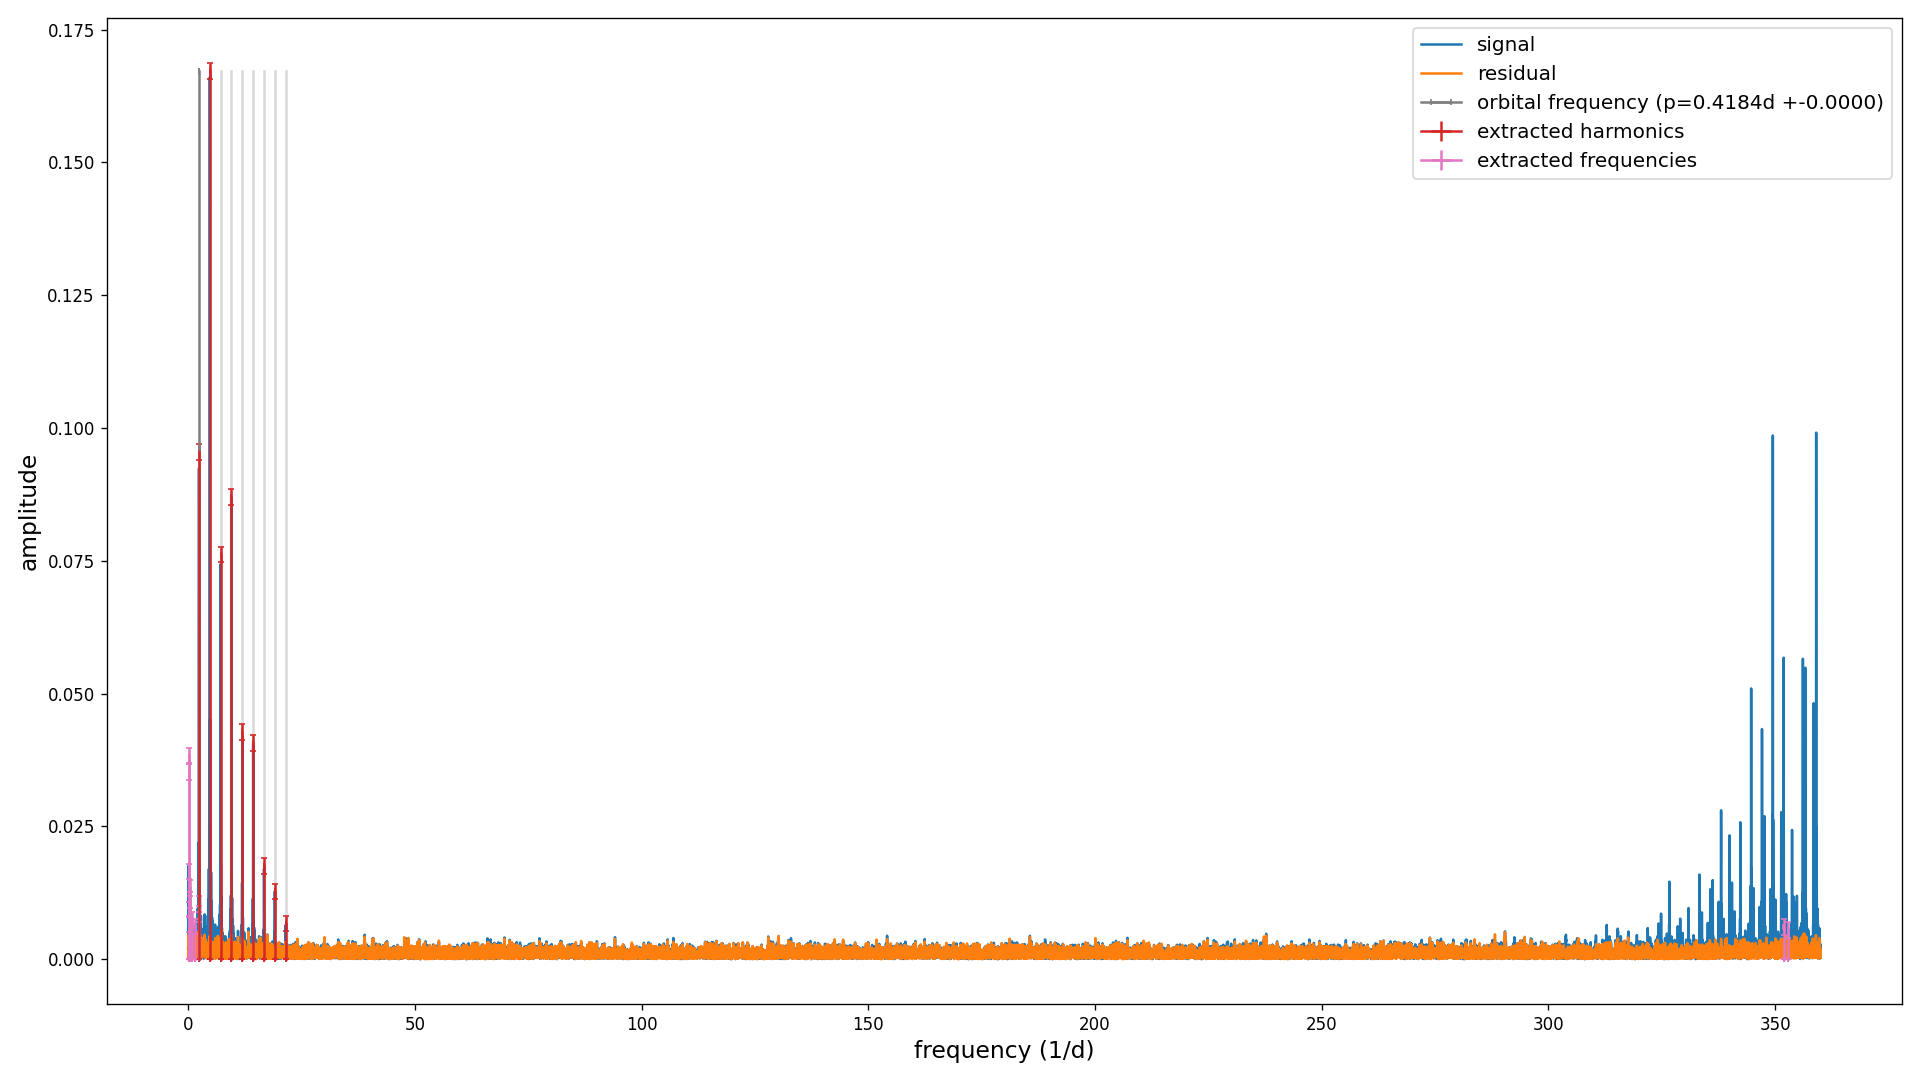 0.175
0.150
0.125
0.100
0.075
0.050
0.025
0.000
amplitude
signal
residual
orbital frequency (p=0.4184d +-0.0000)
extracted harmonics
extracted frequencies
0 50 100 150 200 250 300 350
frequency (1/d)